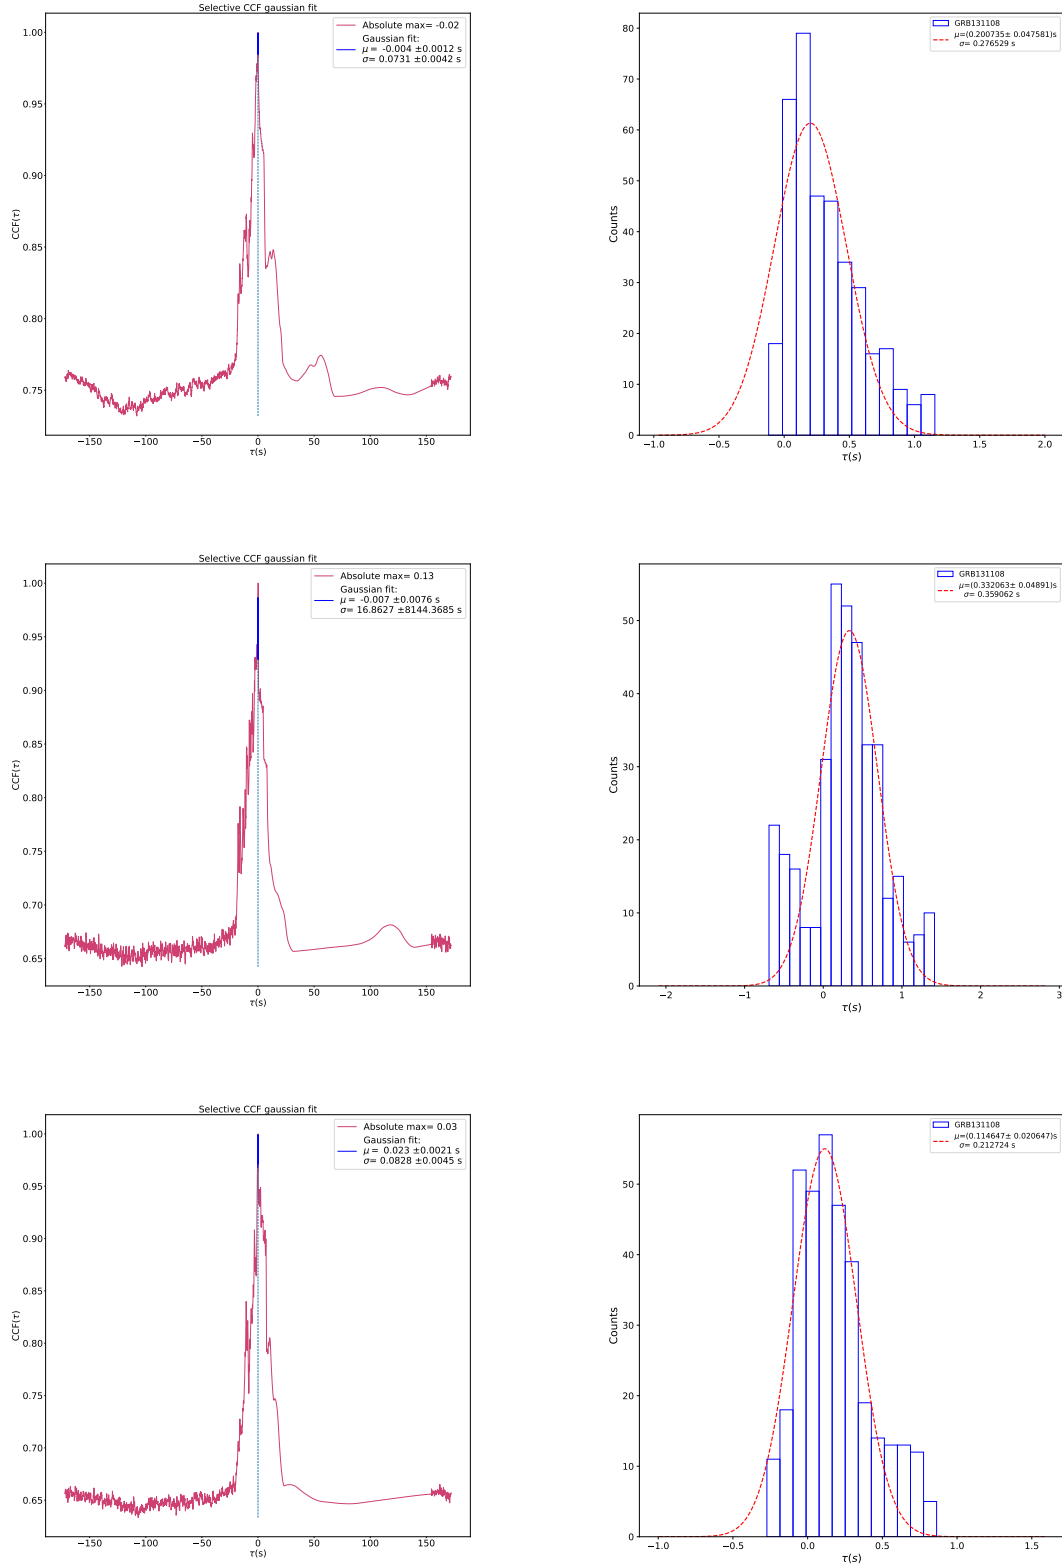 Selective CCF gaussian fit
Absolute max= -0.02
Gaussian fit:
μ = -0.004 ±0.0012 s
σ= 0.0731 ±0.0042 s
1.00
0.95
0.90
0.85
0.80
0.75
CCF(τ)
−150 −100 −50 0 50 100 150
τ(s)
GRB131108
μ=(0.200735± 0.047581)s
σ= 0.276529 s
80
70
60
50
40
30
20
10
0
Counts
−1.0 −0.5 0.0 0.5 1.0 1.5 2.0
τ(s)
Selective CCF gaussian fit
Absolute max= 0.13
Gaussian fit:
μ = -0.007 ±0.0076 s
σ= 16.8627 ±8144.3685 s
1.00
0.95
0.90
0.85
0.80
0.75
0.70
0.65
CCF(τ)
−150 −100 −50 0 50 100 150
τ(s)
GRB131108
μ=(0.332063± 0.04891)s
σ= 0.359062 s
50
40
30
20
10
0
Counts
−2 −1 0 1 2 3
τ(s)
Selective CCF gaussian fit
Absolute max= 0.03
Gaussian fit:
μ = 0.023 ±0.0021 s
σ= 0.0828 ±0.0045 s
1.00
0.95
0.90
0.85
0.80
0.75
0.70
0.65
CCF(τ)
−150 −100 −50 0 50 100 150
τ(s)
GRB131108
μ=(0.114647± 0.020647)s
σ= 0.212724 s
50
40
30
20
10
0
Counts
−1.0 −0.5 0.0 0.5 1.0 1.5
τ(s)